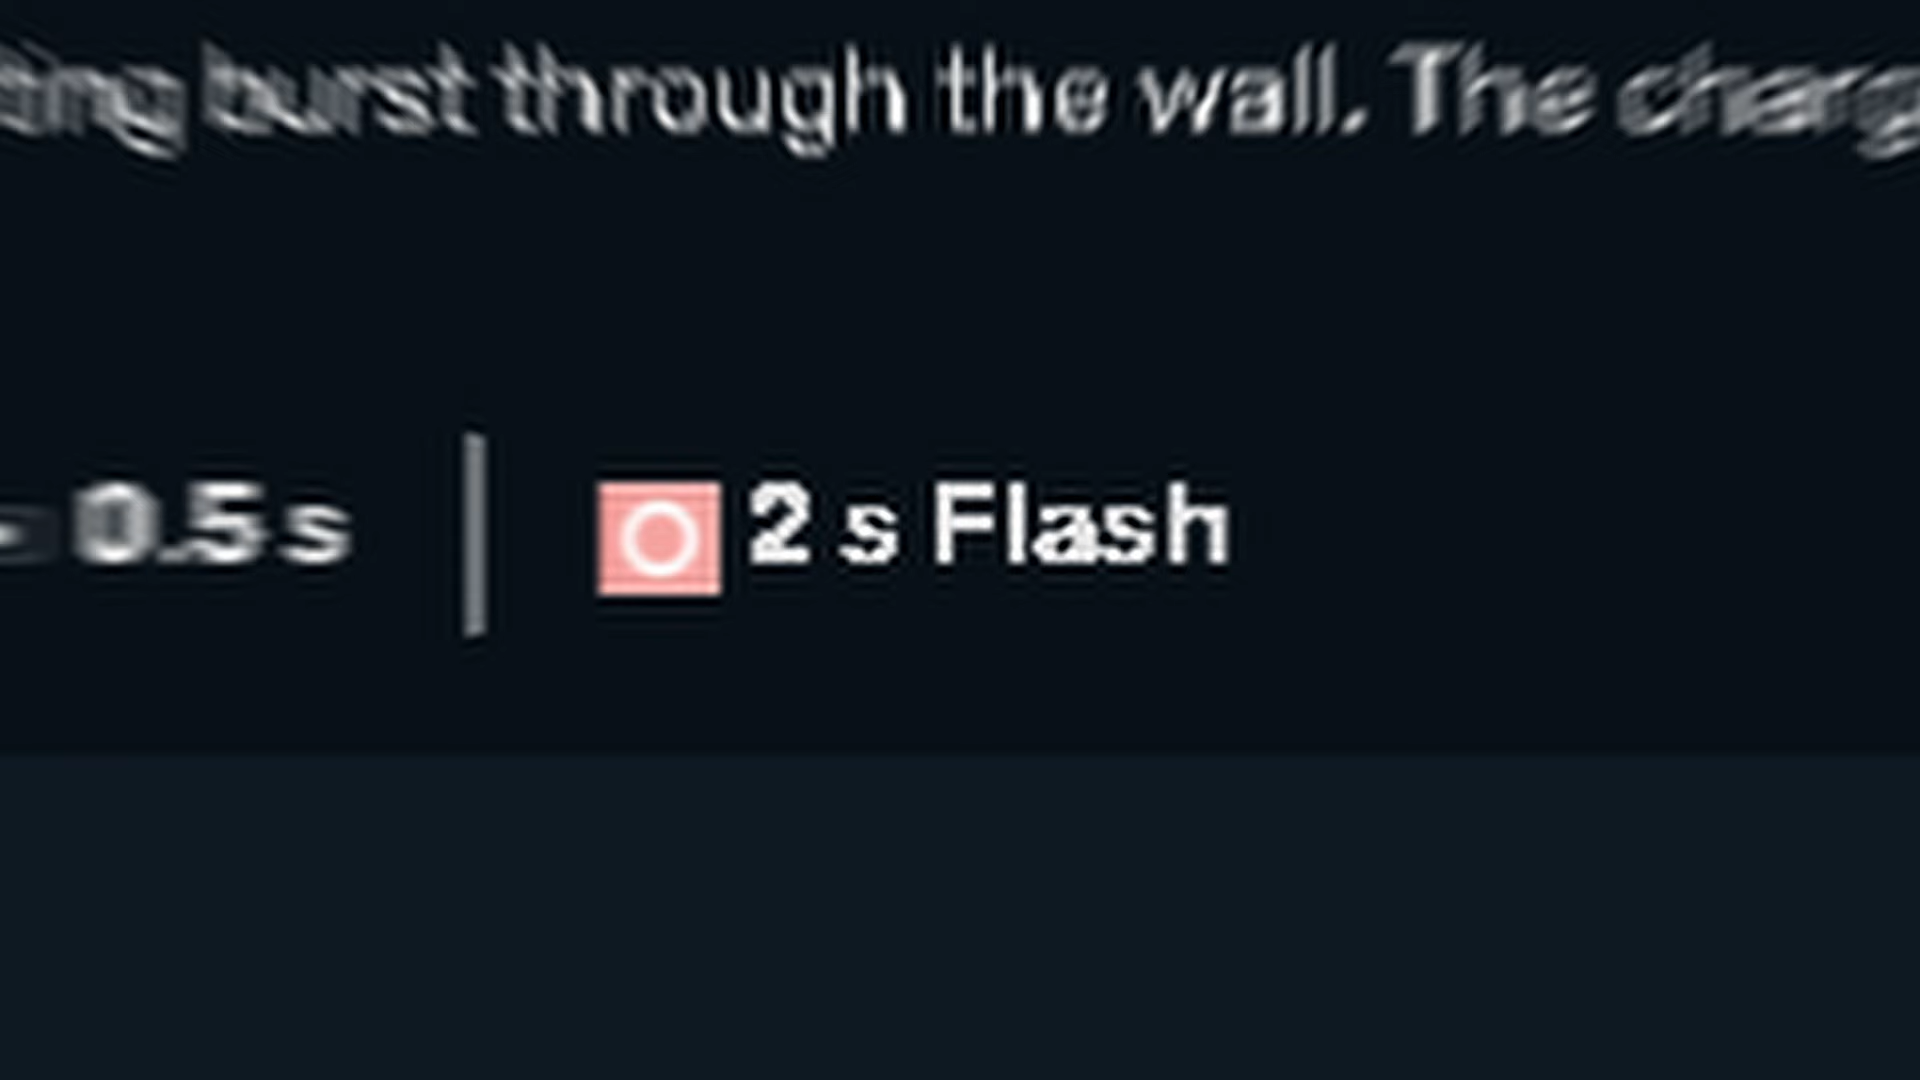 burst through the wall. The
0.5 s | 2 s Flash